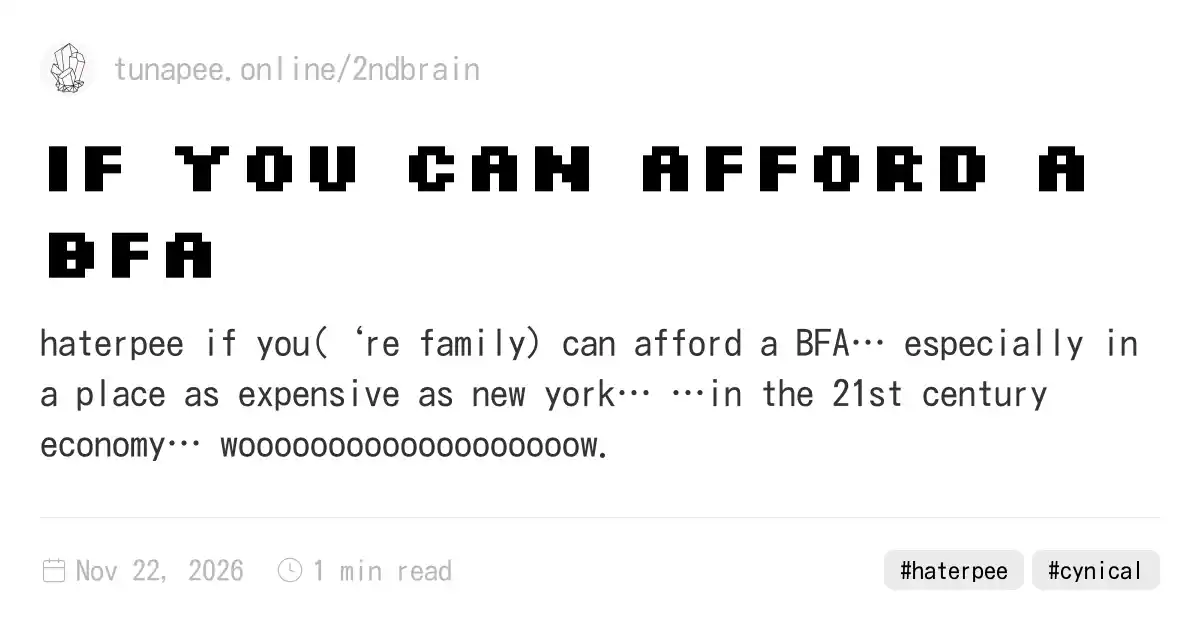 tunapee.online/2ndbrain
IF YOU CAN AFFORD A
BFA
haterpee if you( ‘re family) can afford a BFA… especially in
a place as expensive as new york… …in the 21st century
economy… wooooooooooooooooooow.
Nov 22, 2026 1 min read
#haterpee #cynical